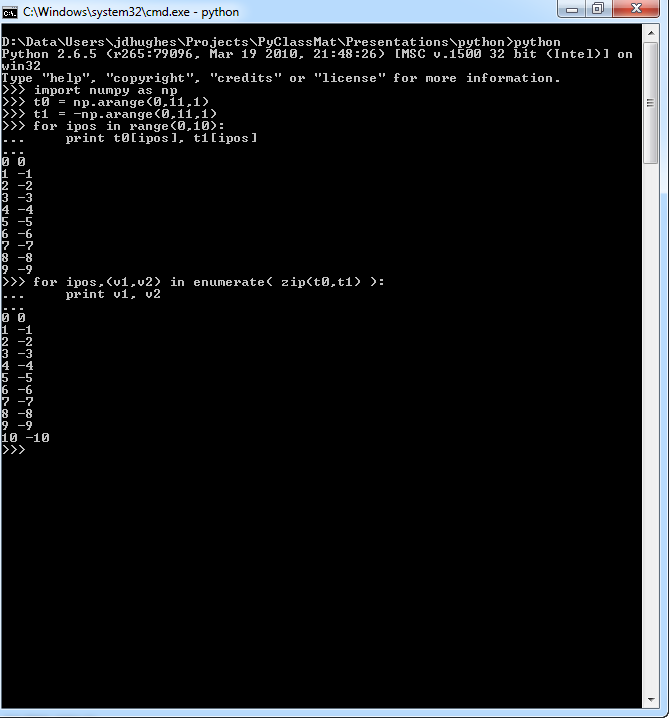 C:\Windows\system32\cmd.exe - python
D:\Data\Users\jdhughes\Projects\PyClassMat\Presentations\python>python
Python 2.6.5 (r265:79096, Mar 19 2010, 21:48:26) [MSC v.1500 32 bit (Intel)] on
win32
Type "help", "copyright", "credits" or "license" for more information.
>>> import numpy as np
>>> t0 = np.arange(0,11,1)
>>> t1 = -np.arange(0,11,1)
>>> for ipos in range(0,10):
...     print t0[ipos], t1[ipos]
...
0 0
1 -1
2 -2
3 -3
4 -4
5 -5
6 -6
7 -7
8 -8
9 -9
>>> for ipos,(v1,v2) in enumerate( zip(t0,t1) ):
...     print v1, v2
...
0 0
1 -1
2 -2
3 -3
4 -4
5 -5
6 -6
7 -7
8 -8
9 -9
10 -10
>>>